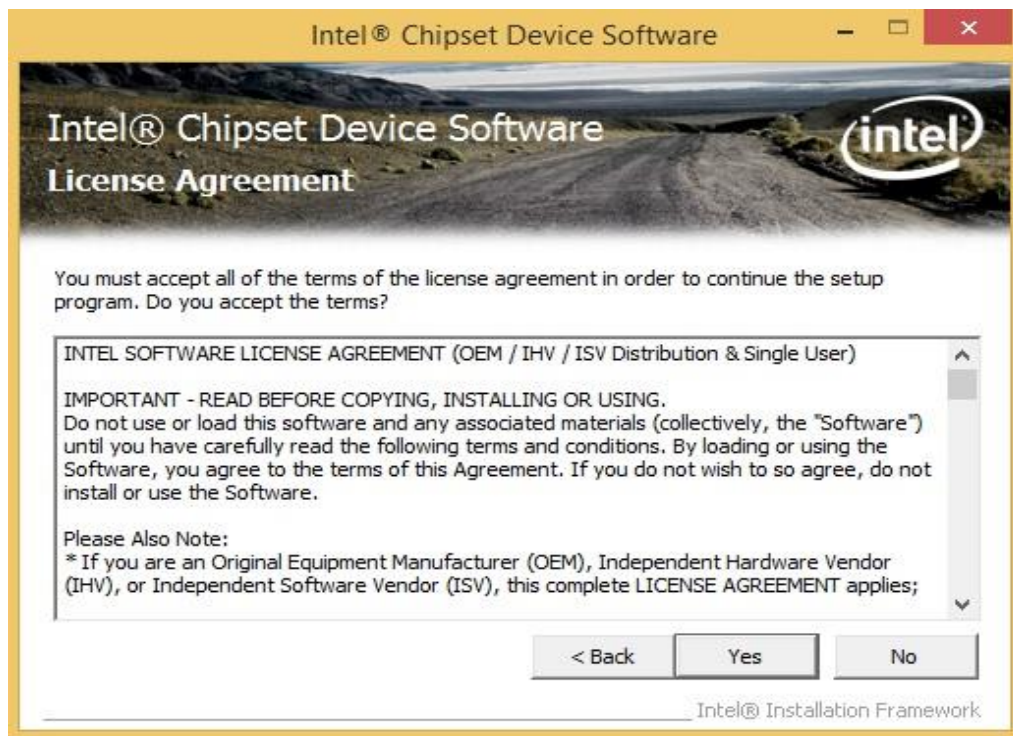 Intel® Chipset Device Software
Intel® Chipset Device Software
intel
License Agreement
You must accept all of the terms of the license agreement in order to continue the setup
program. Do you accept the terms?
INTEL SOFTWARE LICENSE AGREEMENT (OEM / IHV / ISV Distribution & Single User)
IMPORTANT - READ BEFORE COPYING, INSTALLING OR USING.
Do not use or load this software and any associated materials (collectively, the "Software")
until you have carefully read the following terms and conditions. By loading or using the
Software, you agree to the terms of this Agreement. If you do not wish to so agree, do not
install or use the Software.
Please Also Note:
* If you are an Original Equipment Manufacturer (OEM), Independent Hardware Vendor
(IHV), or Independent Software Vendor (ISV), this complete LICENSE AGREEMENT applies;
< Back
Yes
No
Intel® Installation Framework